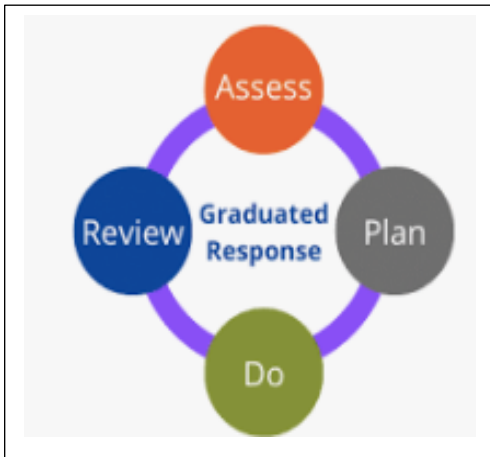 Assess
Review
Graduated
Response
Plan
Do